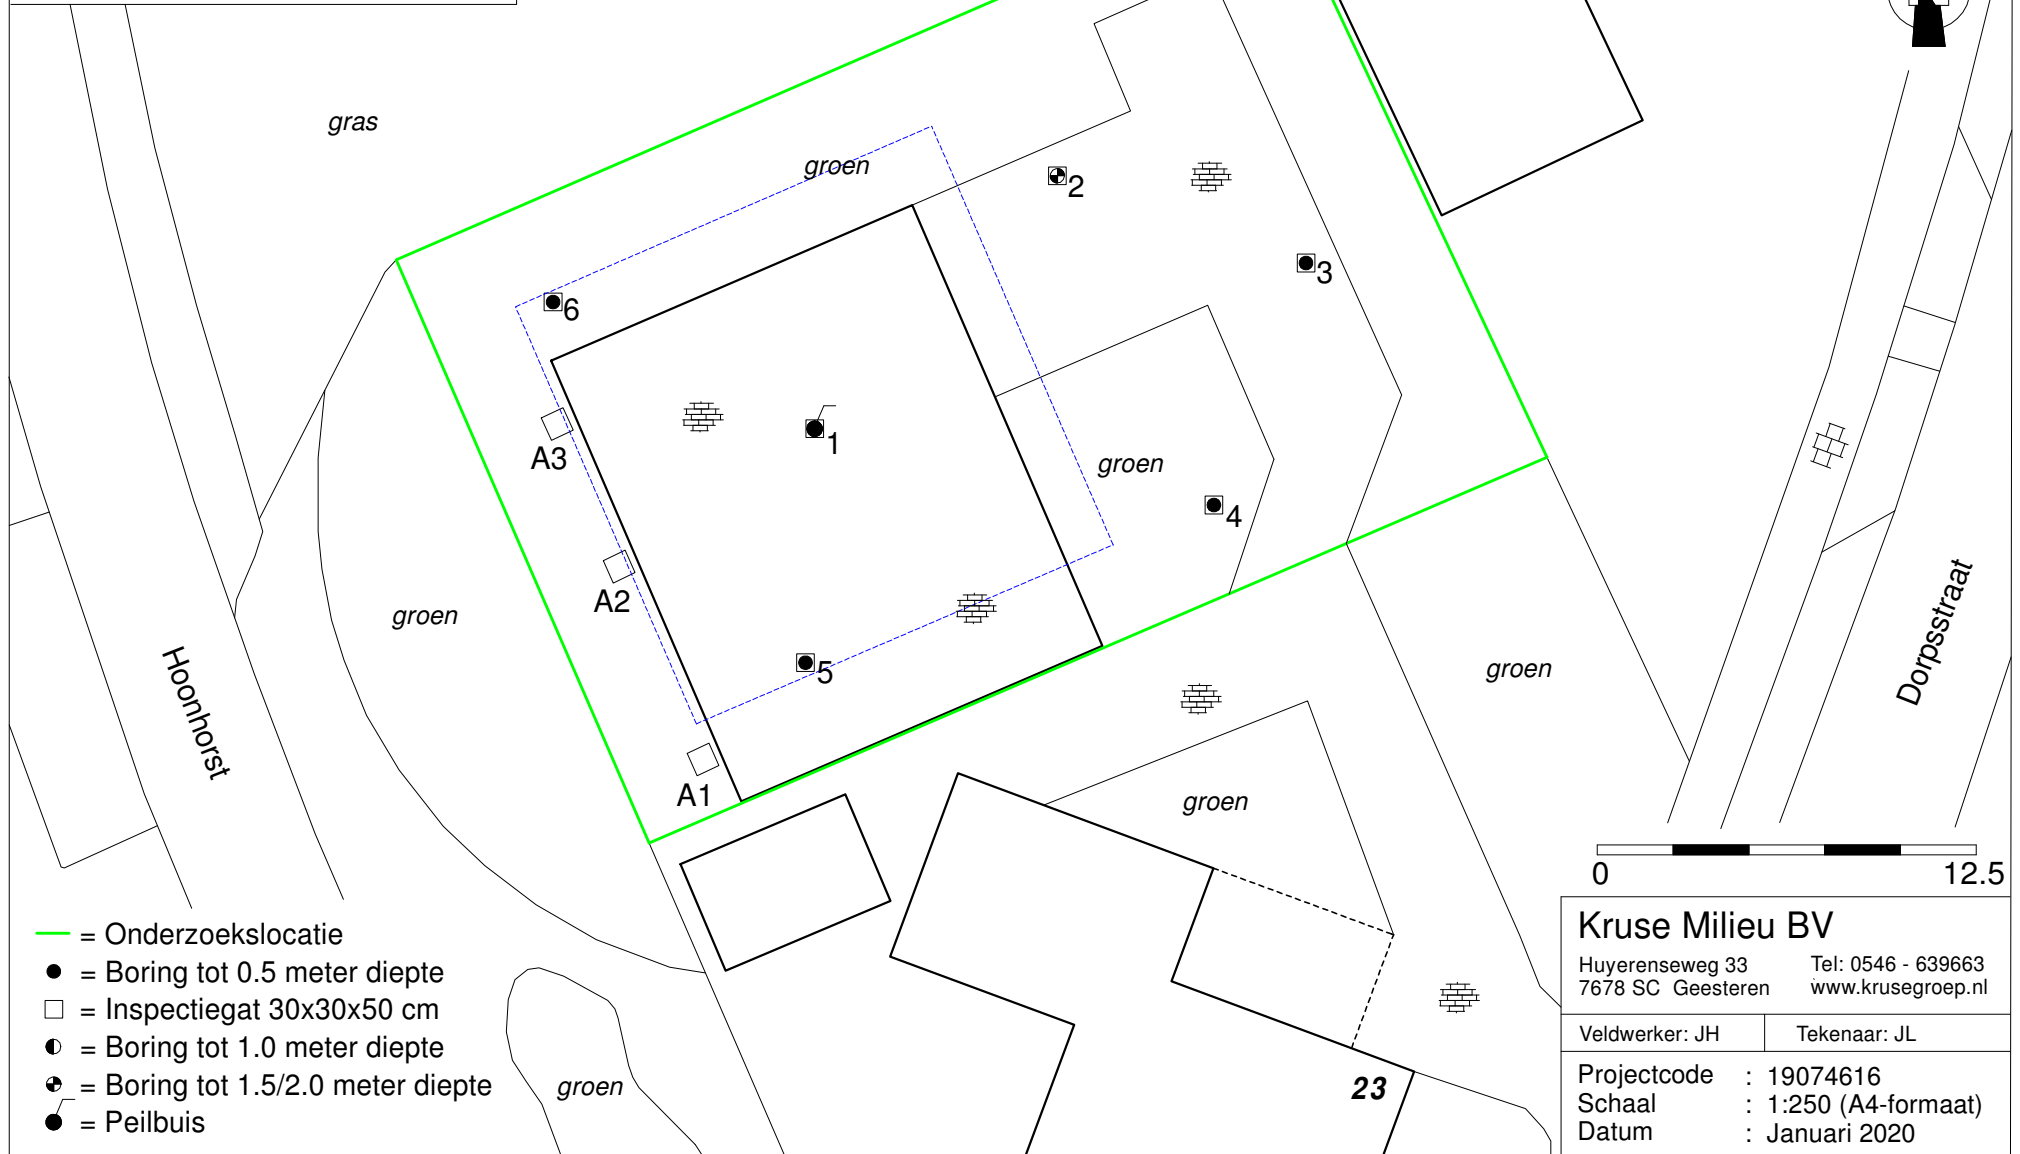 gras
groen
2
3
6
1
A3
groen
4
A2
groen
5
groen
Hoonhorst
Dorpsstraat
A1
groen
0 12.5
= Onderzoekslocatie
= Boring tot 0.5 meter diepte
= Inspectiegat 30x30x50 cm
= Boring tot 1.0 meter diepte
= Boring tot 1.5/2.0 meter diepte
= Peilbuis
groen
23
Kruse Milieu BV
Huyerenseweg 33 Tel: 0546 - 639663
7678 SC Geesteren www.krusegroep.nl
Veldwerker: JH Tekenaar: JL
Projectcode : 19074616
Schaal : 1:250 (A4-formaat)
Datum : Januari 2020